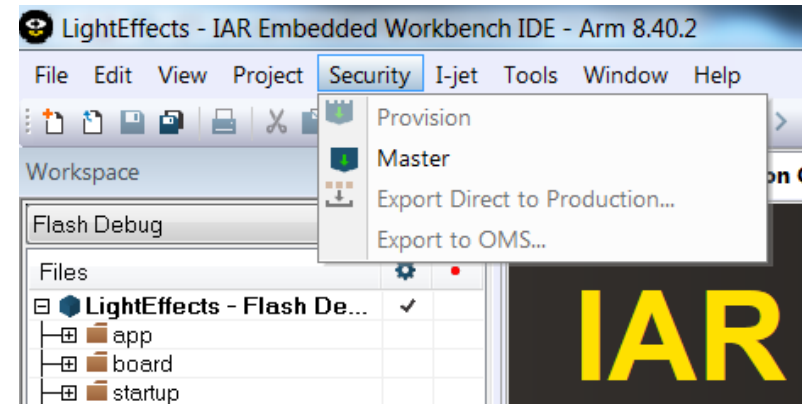 LightEffects - IAR Embedded Workbench IDE - Arm 8.40.2
File Edit View Project Security I-jet Tools Window Help
Provision
Master
Export Direct to Production...
Export to OMS...
Workspace
Flash Debug
Files
LightEffects - Flash De...
app
board
startup
IAR